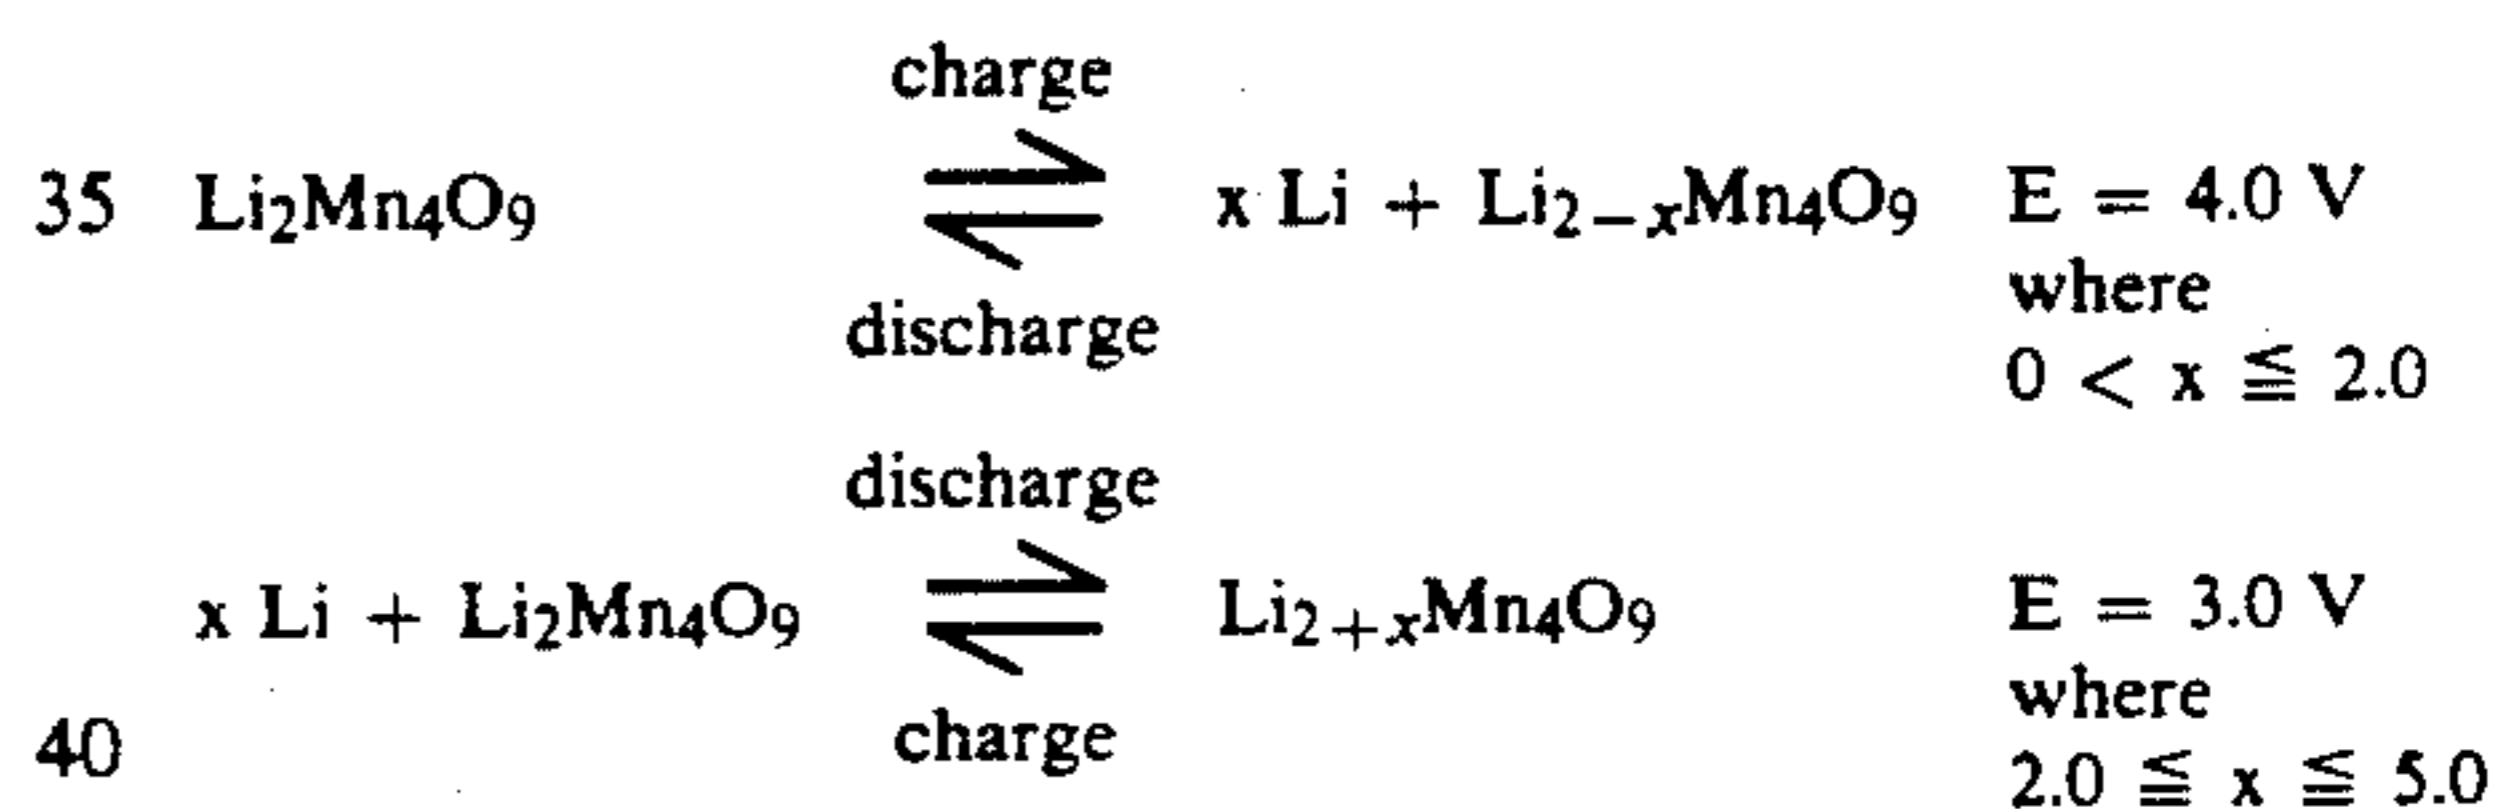 charge
35 Li2Mn4O9 ⇌ x Li + Li2−xMn4O9 E = 4.0 V
where
discharge
0 < x ≦ 2.0
discharge
x Li + Li2Mn4O9 ⇌ Li2+xMn4O9 E = 3.0 V
where
40 charge
2.0 ≦ x ≦ 5.0